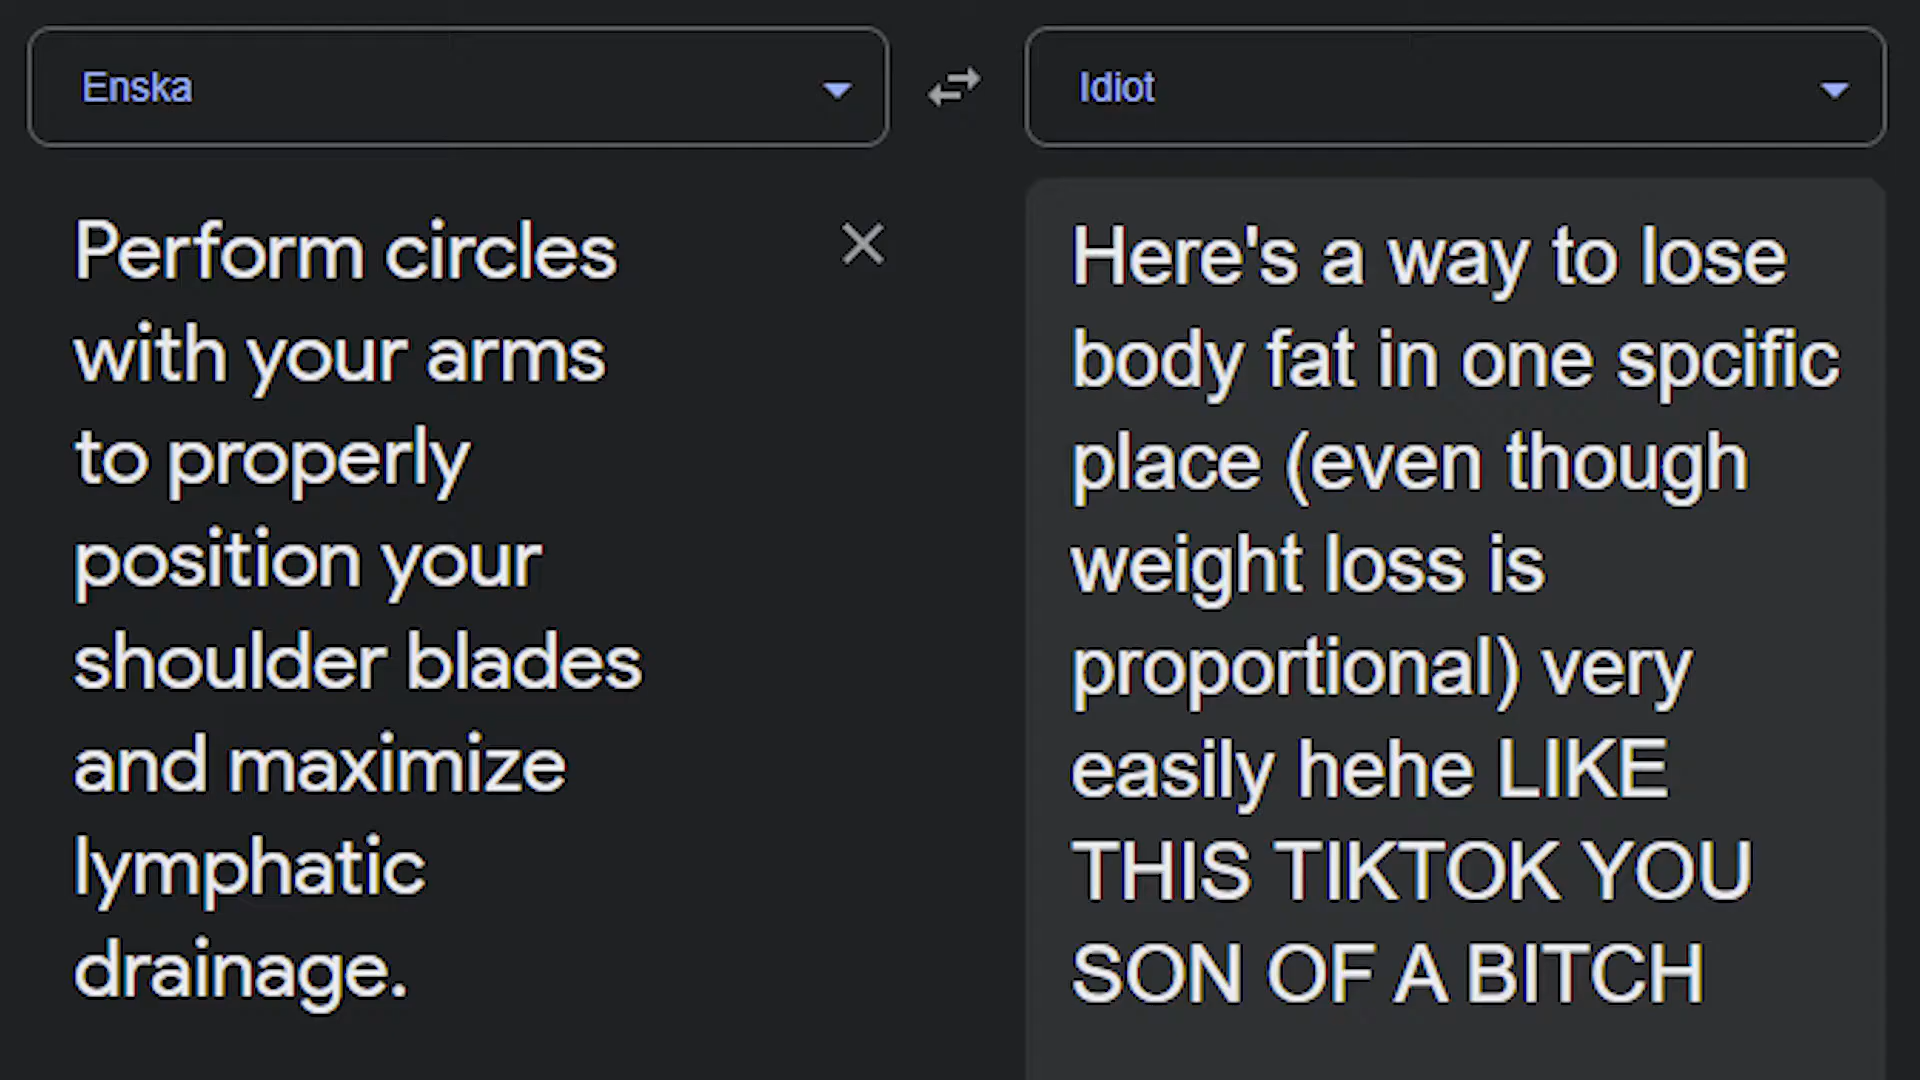 Enska
Idiot
Perform circles
with your arms
to properly
position your
shoulder blades
and maximize
lymphatic
drainage.
Here's a way to lose
body fat in one spcific
place (even though
weight loss is
proportional) very
easily hehe LIKE
THIS TIKTOK YOU
SON OF A BITCH